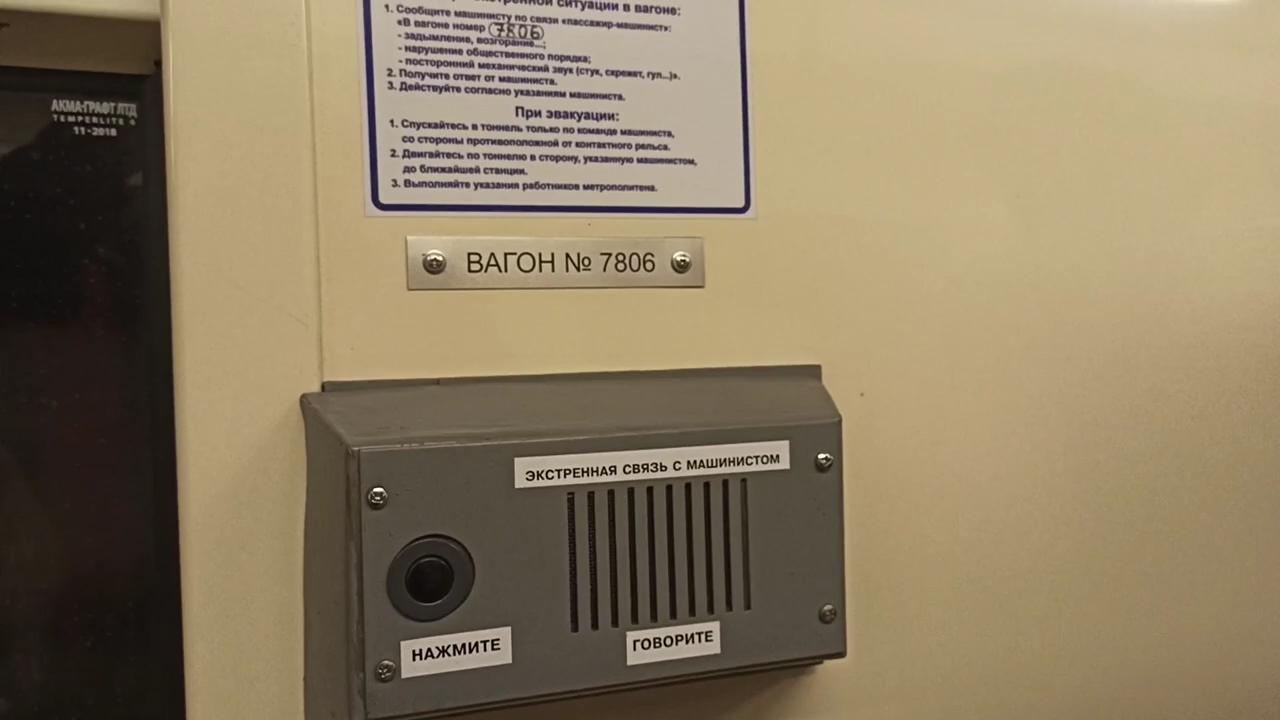 экстренной ситуации в вагоне:
1. Сообщите машинисту по связи «пассажир-машинист»:
«В вагоне номер 7806
- задымление, возгорание...;
- нарушение общественного порядка;
- посторонний механический звук (стук, скрежет, гул...)».
2. Получите ответ от машиниста.
3. Действуйте согласно указаниям машиниста.
При эвакуации:
1. Спускайтесь в тоннель только по команде машиниста,
со стороны противоположной от контактного рельса.
2. Двигайтесь по тоннелю в сторону, указанную машинистом,
до ближайшей станции.
3. Выполняйте указания работников метрополитена.
АКМА-ГРАФТ ЛТД
TEMPERLITE
11-2018
ВАГОН № 7806
ЭКСТРЕННАЯ СВЯЗЬ С МАШИНИСТОМ
НАЖМИТЕ
ГОВОРИТЕ